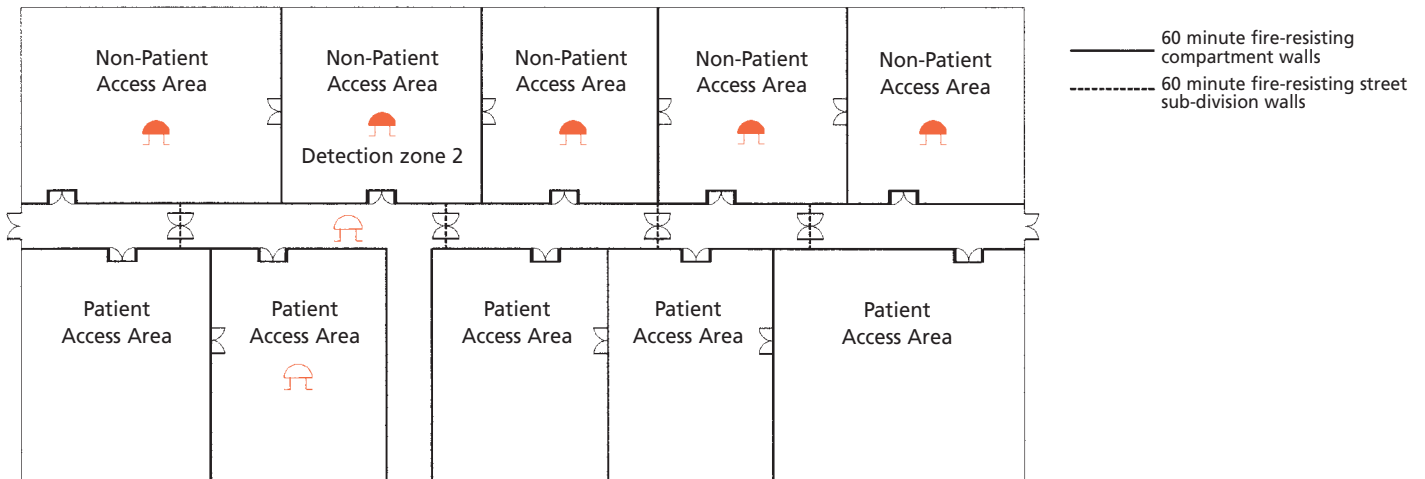 Non-Patient
Access Area
Non-Patient
Access Area
Detection zone 2
Non-Patient
Access Area
Non-Patient
Access Area
Non-Patient
Access Area
60 minute fire-resisting
compartment walls
60 minute fire-resisting street
sub-division walls
Patient
Access Area
Patient
Access Area
Patient
Access Area
Patient
Access Area
Patient
Access Area